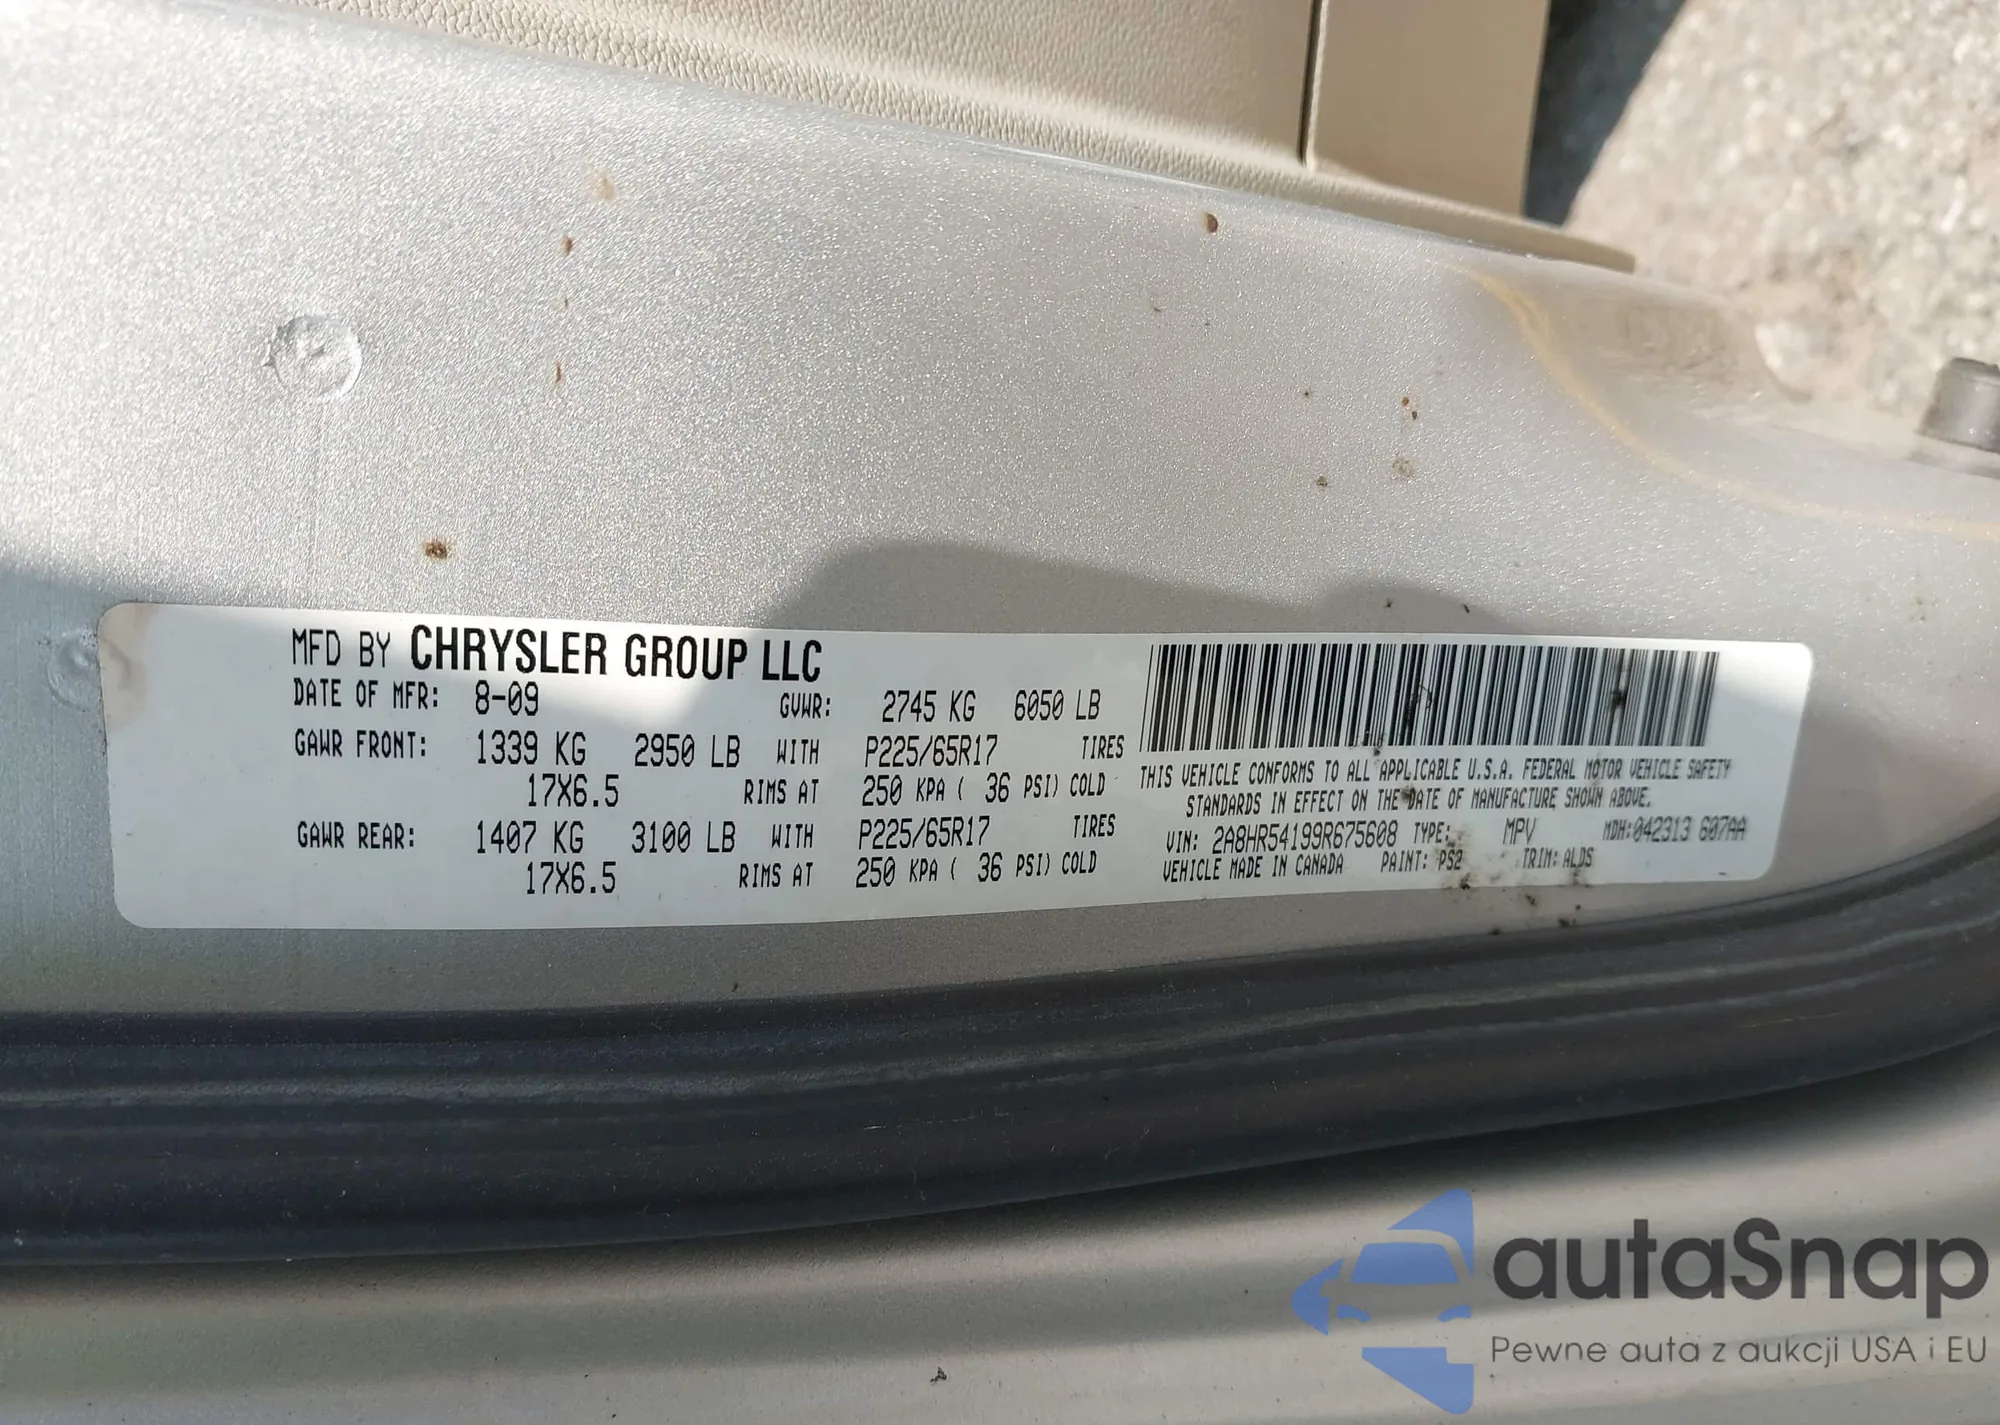 MFD BY CHRYSLER GROUP LLC
DATE OF MFR: 8-09 GVWR: 2745 KG 6050 LB
GAWR FRONT: 1339 KG 2950 LB WITH P225/65R17 TIRES
17X6.5 RIMS AT 250 KPA ( 36 PSI) COLD
GAWR REAR: 1407 KG 3100 LB WITH P225/65R17 TIRES
17X6.5 RIMS AT 250 KPA ( 36 PSI) COLD
THIS VEHICLE CONFORMS TO ALL APPLICABLE U.S.A. FEDERAL MOTOR VEHICLE SAFETY
STANDARDS IN EFFECT ON THE DATE OF MANUFACTURE SHOWN ABOVE.
VIN: 2A8HR54199R675608 TYPE: MPV MDH:042313 607AA
VEHICLE MADE IN CANADA PAINT: PS2 TRIM: ALDS
autaSnap
Pewne auta z aukcji USA i EU